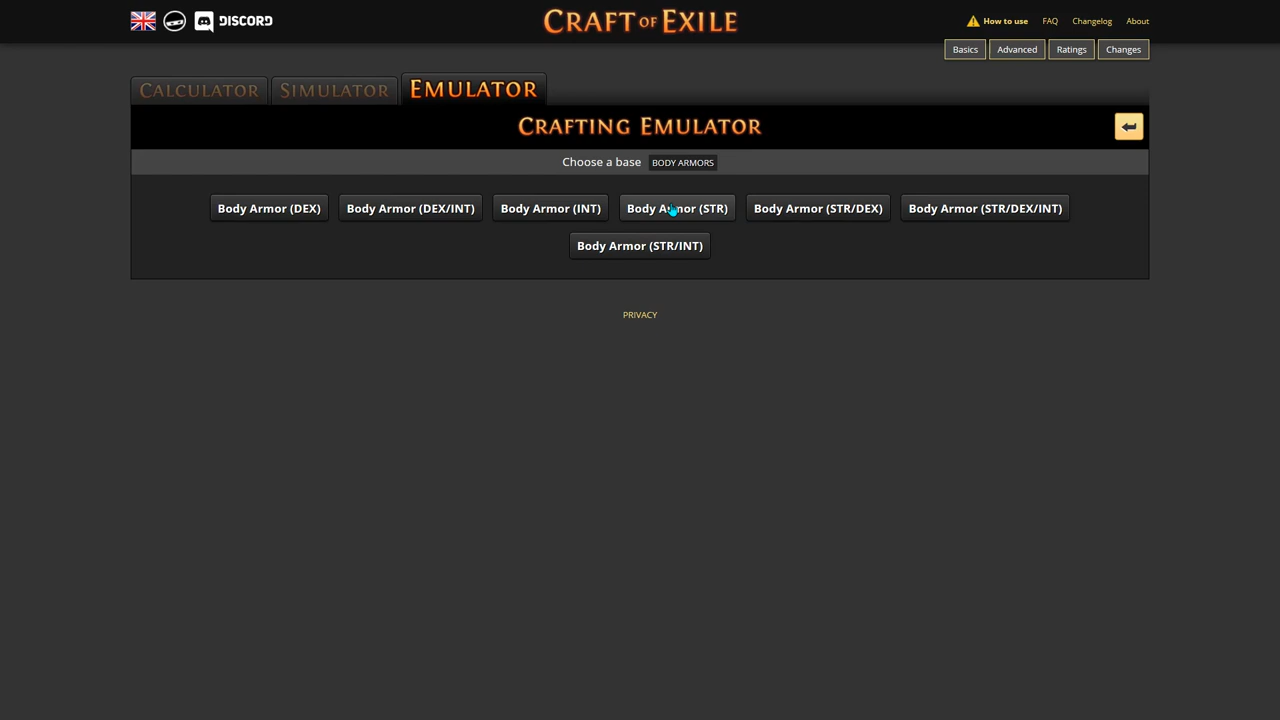 DISCORD
CRAFT OF EXILE
How to use FAQ Changelog About
Basics Advanced Ratings Changes
CALCULATOR SIMULATOR EMULATOR
CRAFTING EMULATOR
Choose a base BODY ARMORS
Body Armor (DEX) Body Armor (DEX/INT) Body Armor (INT) Body Armor (STR) Body Armor (STR/DEX) Body Armor (STR/DEX/INT)
Body Armor (STR/INT)
PRIVACY